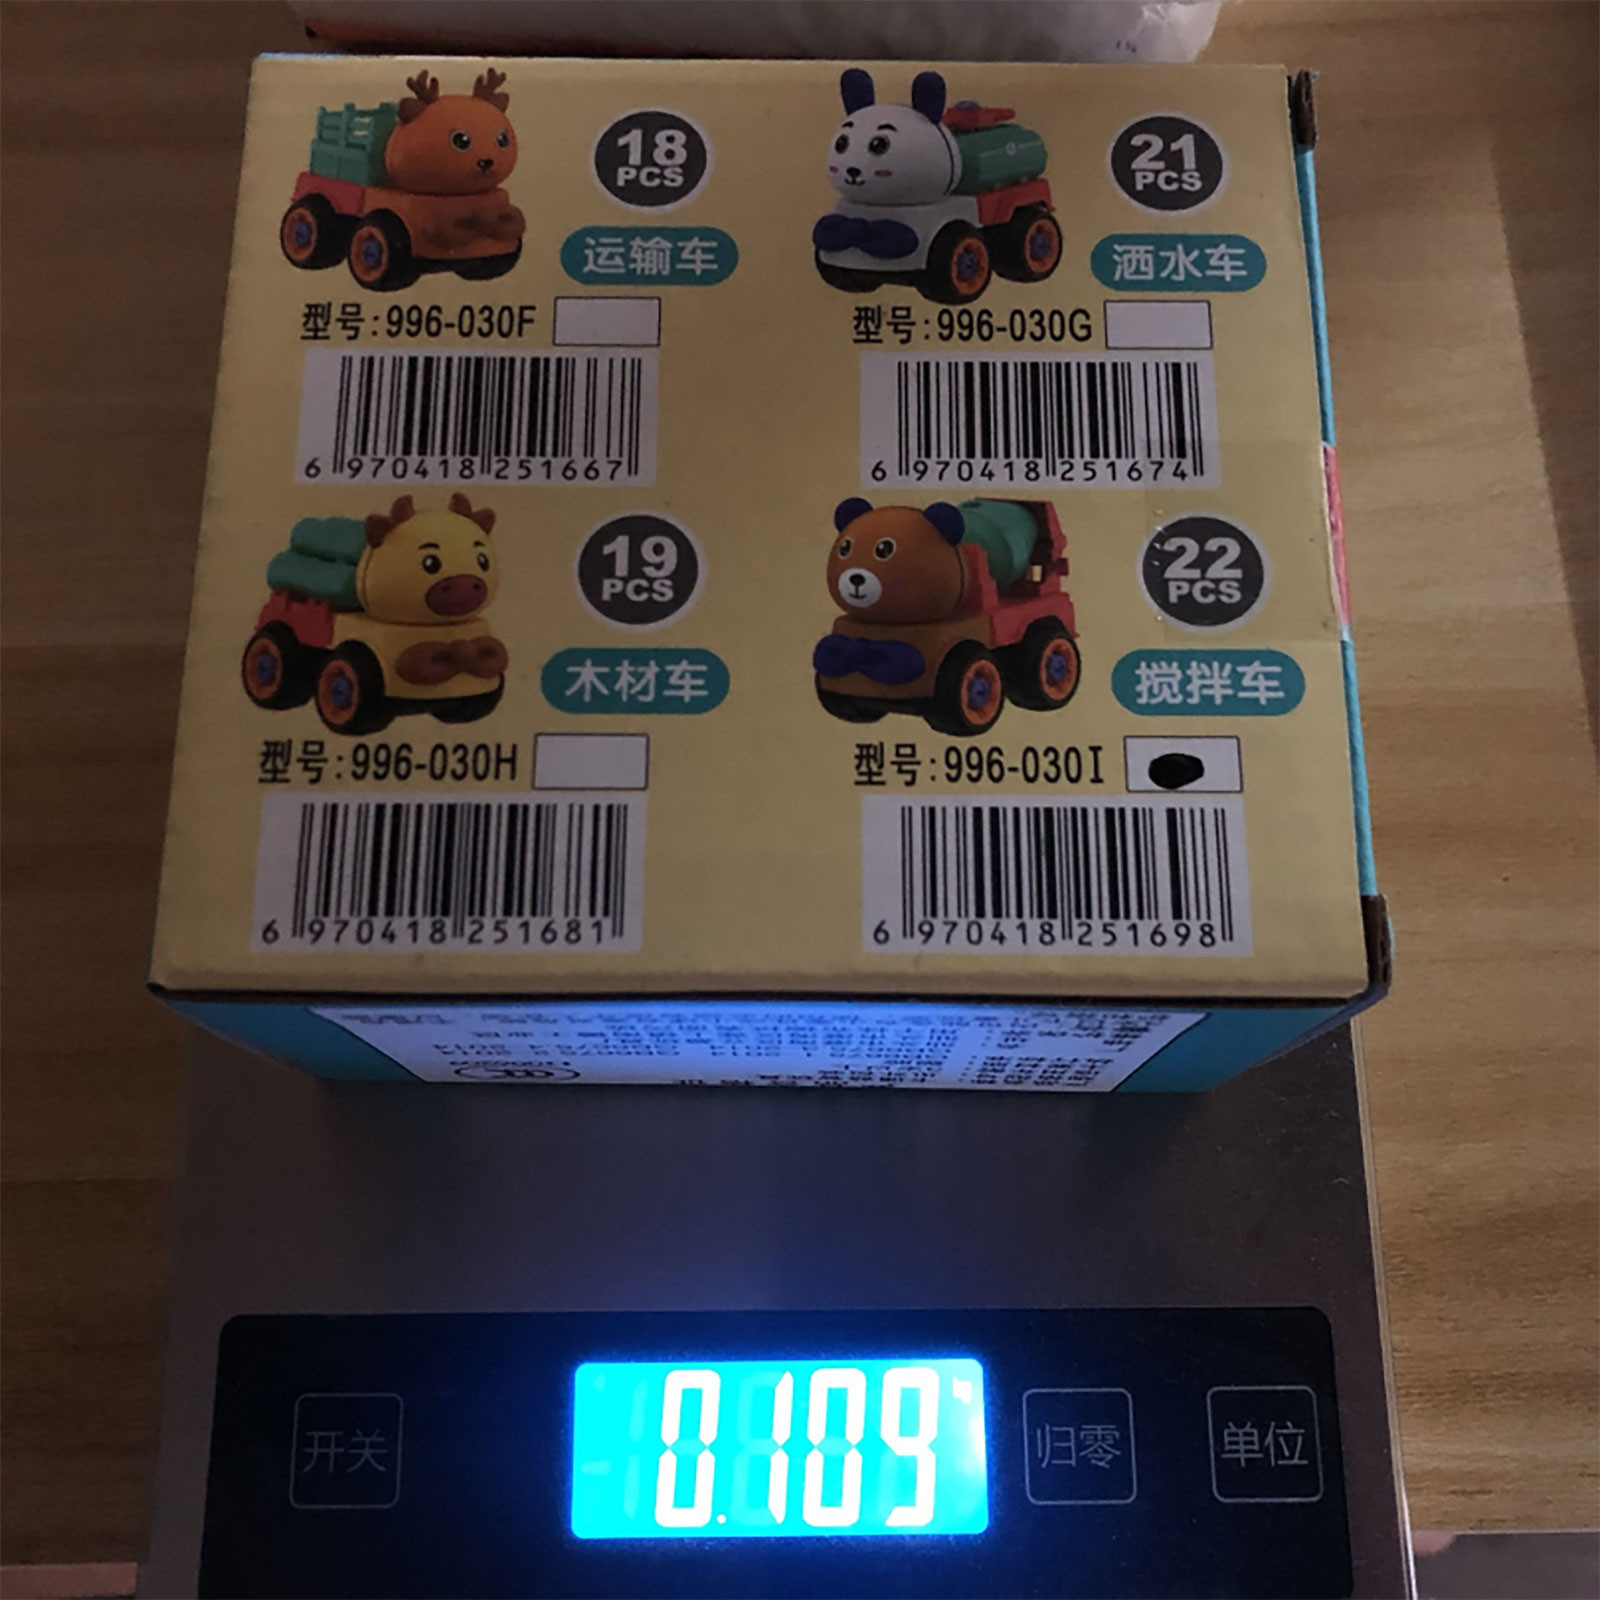 18
PCS
运输车
型号:996-030F
6 970418 251667
21
PCS
洒水车
型号:996-030G
6 970418 251674
19
PCS
木材车
型号:996-030H
6 970418 251681
22
PCS
搅拌车
型号:996-030I
6 970418 251698
开关
0.109
归零
单位